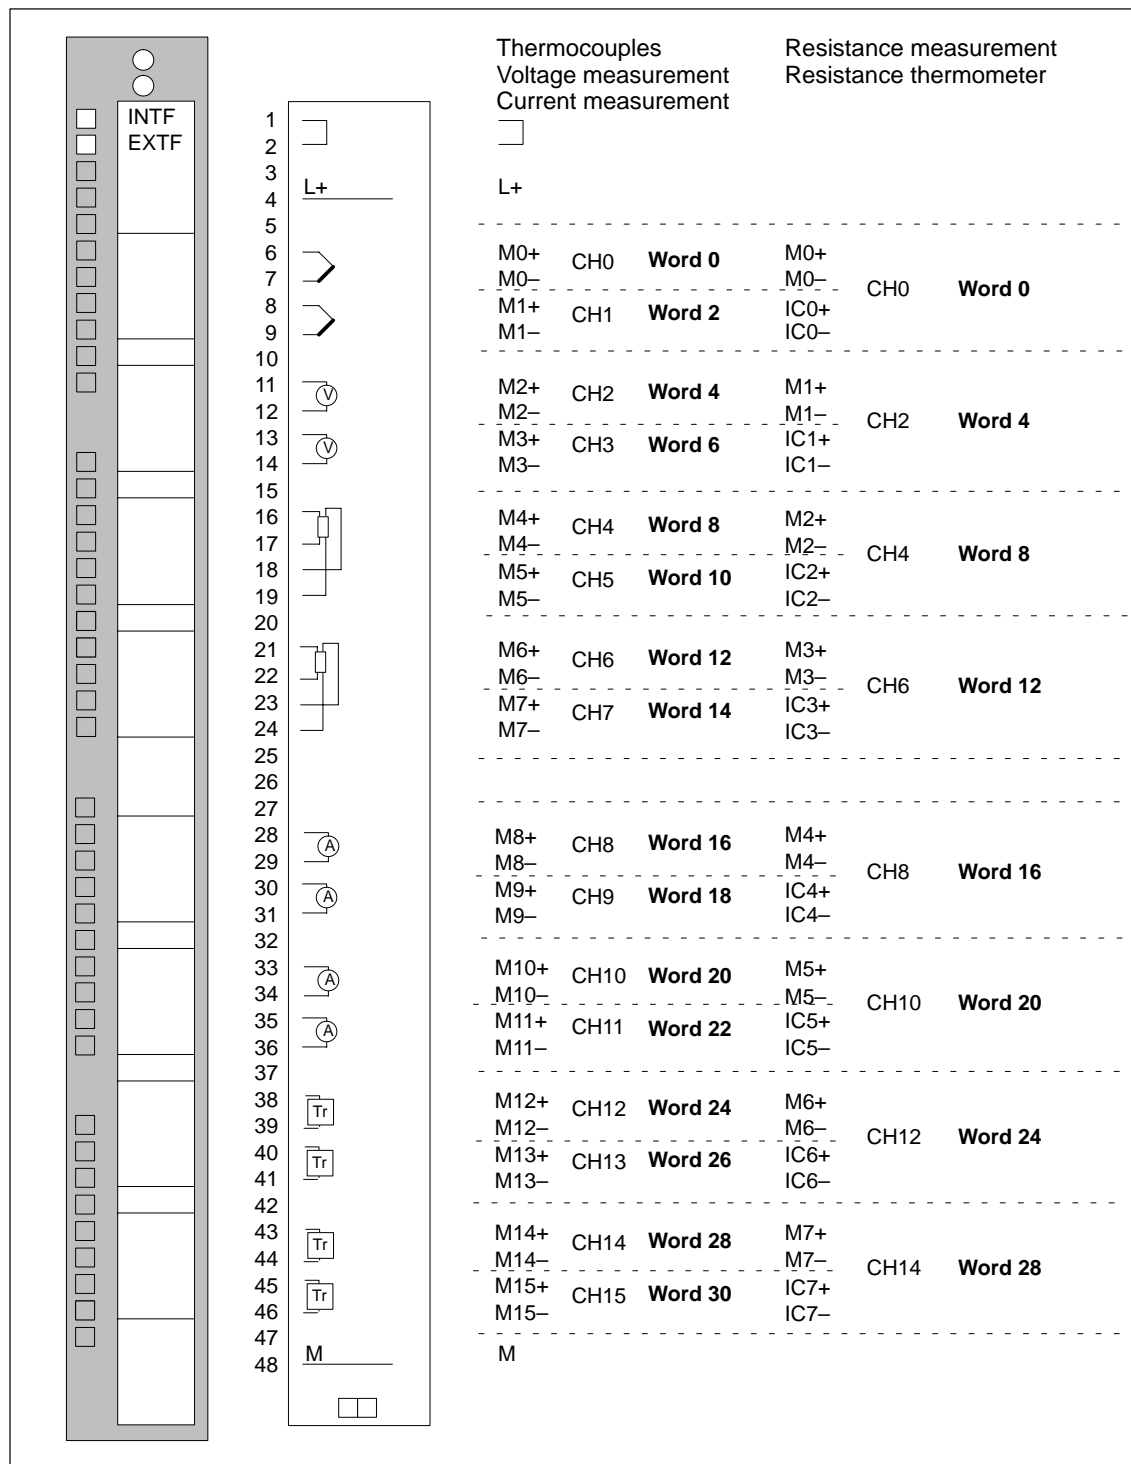 Thermocouples Resistance measurement
Voltage measurement Resistance thermometer
Current measurement
INTF 1
EXTF 2
3
4 L+ L+
5
6 M0+ CH0 Word 0 M0+
7 M0– M0– CH0 Word 0
8 M1+ CH1 Word 2 IC0+
9 M1– IC0–
10
11 M2+ CH2 Word 4 M1+
12 V M2– M1– CH2 Word 4
13 M3+ CH3 Word 6 IC1+
14 V M3– IC1–
15
16 M4+ CH4 Word 8 M2+
17 M4– M2– CH4 Word 8
18 M5+ CH5 Word 10 IC2+
19 M5– IC2–
20
21 M6+ CH6 Word 12 M3+
22 M6– M3– CH6 Word 12
23 M7+ CH7 Word 14 IC3+
24 M7– IC3–
25
26
27
28 M8+ CH8 Word 16 M4+
29 A M8– M4– CH8 Word 16
30 M9+ CH9 Word 18 IC4+
31 A M9– IC4–
32
33 M10+ CH10 Word 20 M5+
34 A M10– M5– CH10 Word 20
35 M11+ CH11 Word 22 IC5+
36 A M11– IC5–
37
38 M12+ CH12 Word 24 M6+
39 Tr M12– M6– CH12 Word 24
40 M13+ CH13 Word 26 IC6+
41 Tr M13– IC6–
42
43 M14+ CH14 Word 28 M7+
44 Tr M14– M7– CH14 Word 28
45 M15+ CH15 Word 30 IC7+
46 Tr M15– IC7–
47
48 M M